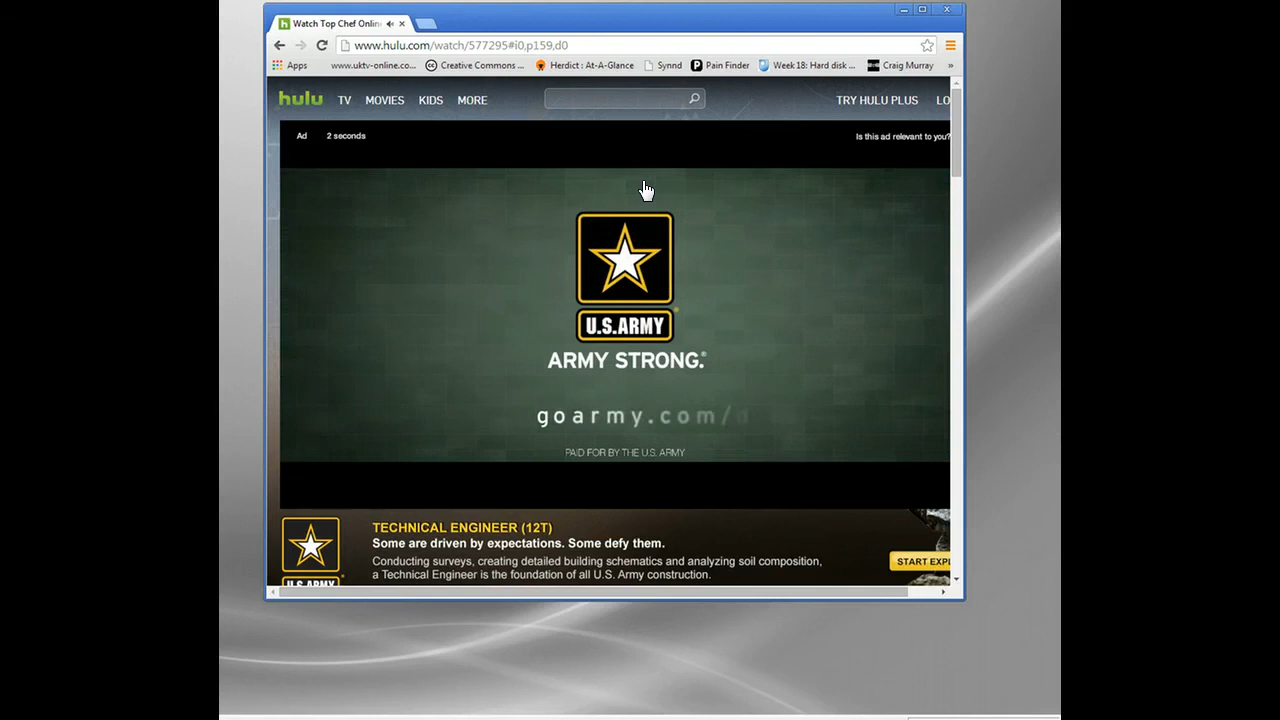 Watch Top Chef Onlin
www.hulu.com/watch/577295#i0,p159,d0
Apps www.uktv-online.co... Creative Commons ... Herdict : At-A-Glance Synnd Pain Finder Week 18: Hard disk ... Craig Murray »
hulu TV MOVIES KIDS MORE TRY HULU PLUS LO
Ad 2 seconds Is this ad relevant to you?
U.S.ARMY
ARMY STRONG.®
goarmy.com/
PAID FOR BY THE U.S. ARMY
TECHNICAL ENGINEER (12T)
Some are driven by expectations. Some defy them.
Conducting surveys, creating detailed building schematics and analyzing soil composition,
a Technical Engineer is the foundation of all U.S. Army construction.
START EXPL
U.S.ARMY